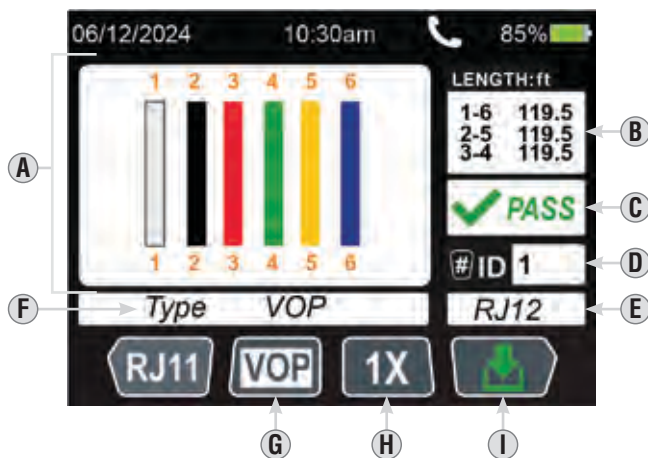 06/12/2024 10:30am 85%
1 2 3 4 5 6
1 2 3 4 5 6
LENGTH:ft
1-6 119.5
2-5 119.5
3-4 119.5
PASS
# ID 1
Type VOP
RJ12
RJ11 VOP 1X
A
B
C
D
E
F
G
H
I